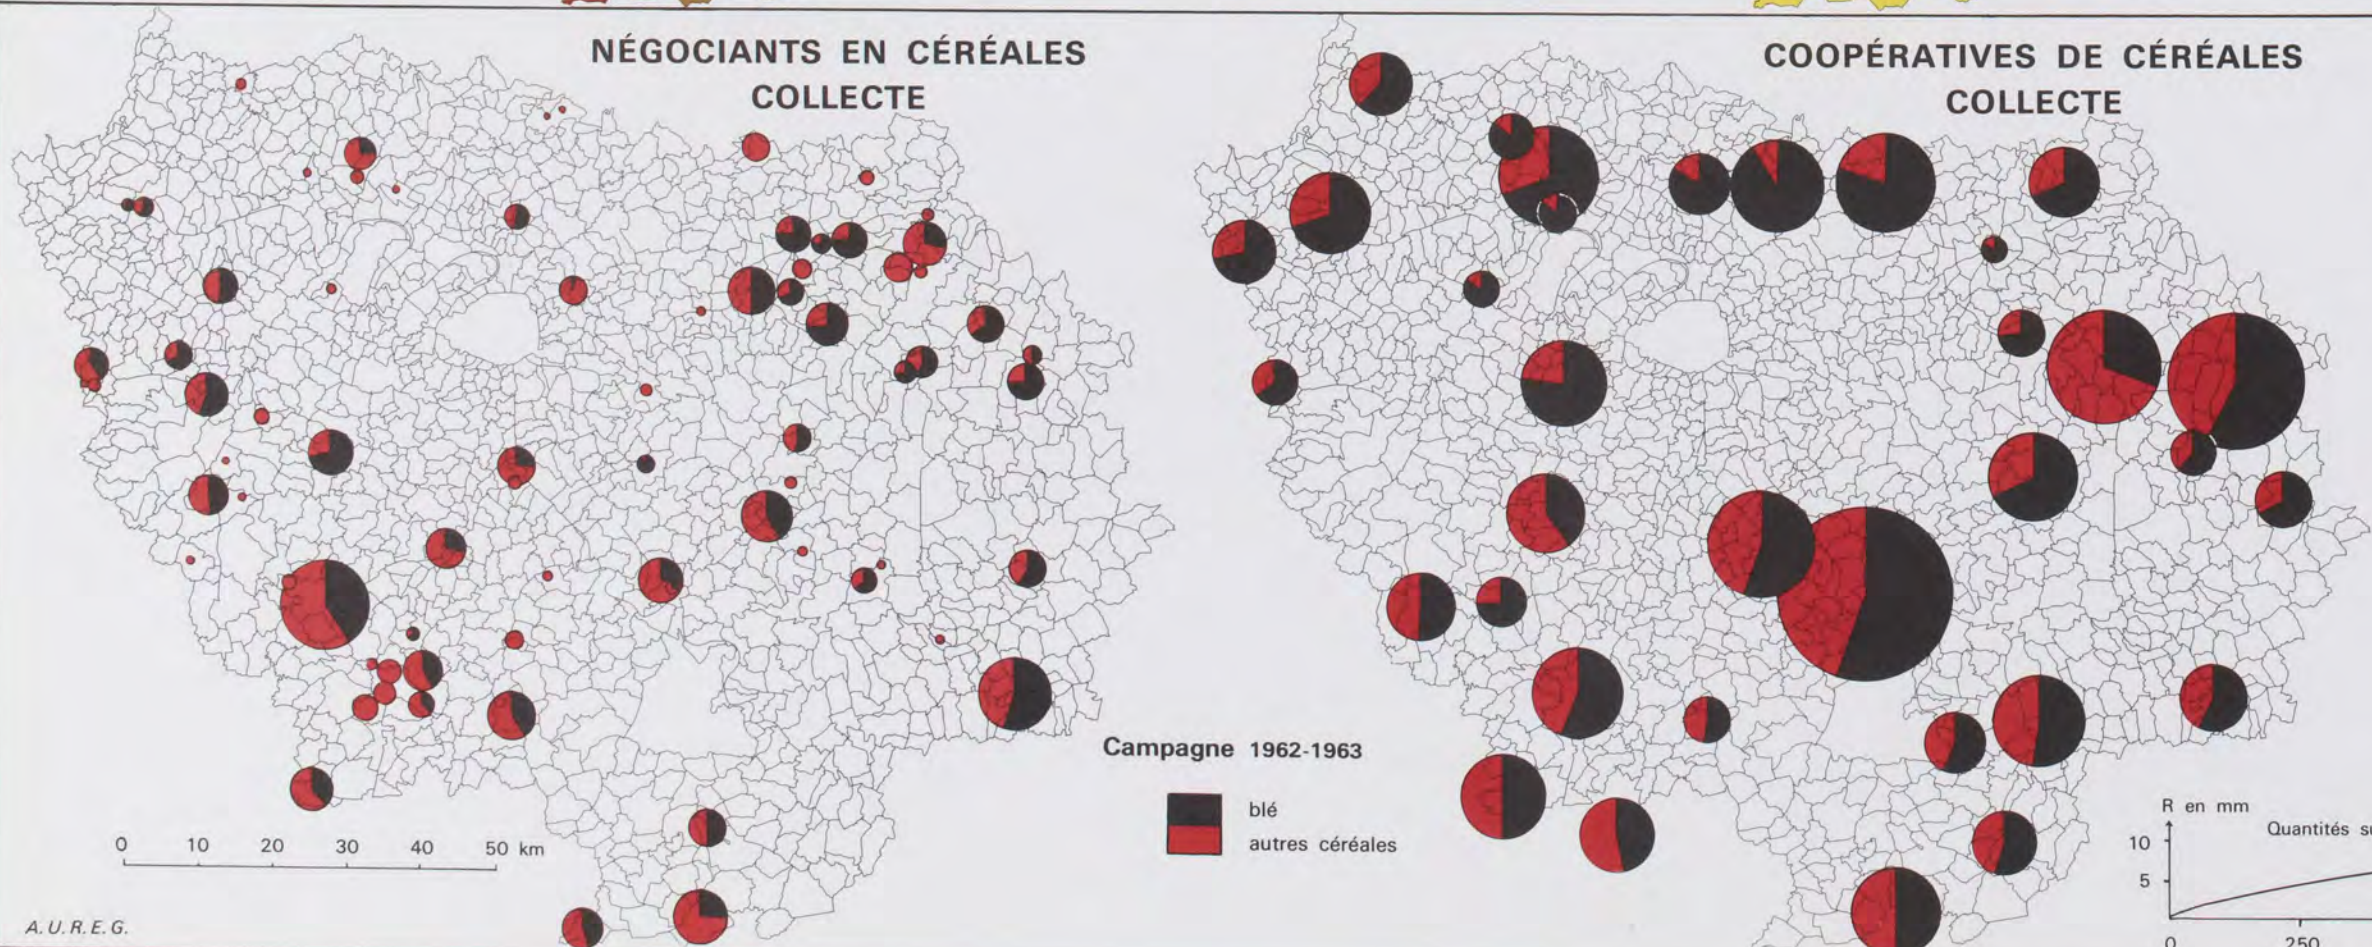 NÉGOCIANTS EN CÉRÉALES
COLLECTE
COOPÉRATIVES DE CÉRÉALES
COLLECTE
Campagne 1962-1963
blé
autres céréales
0 10 20 30 40 50 km
A.U.R.E.G.
R en mm
Quantités
10
5
0 250